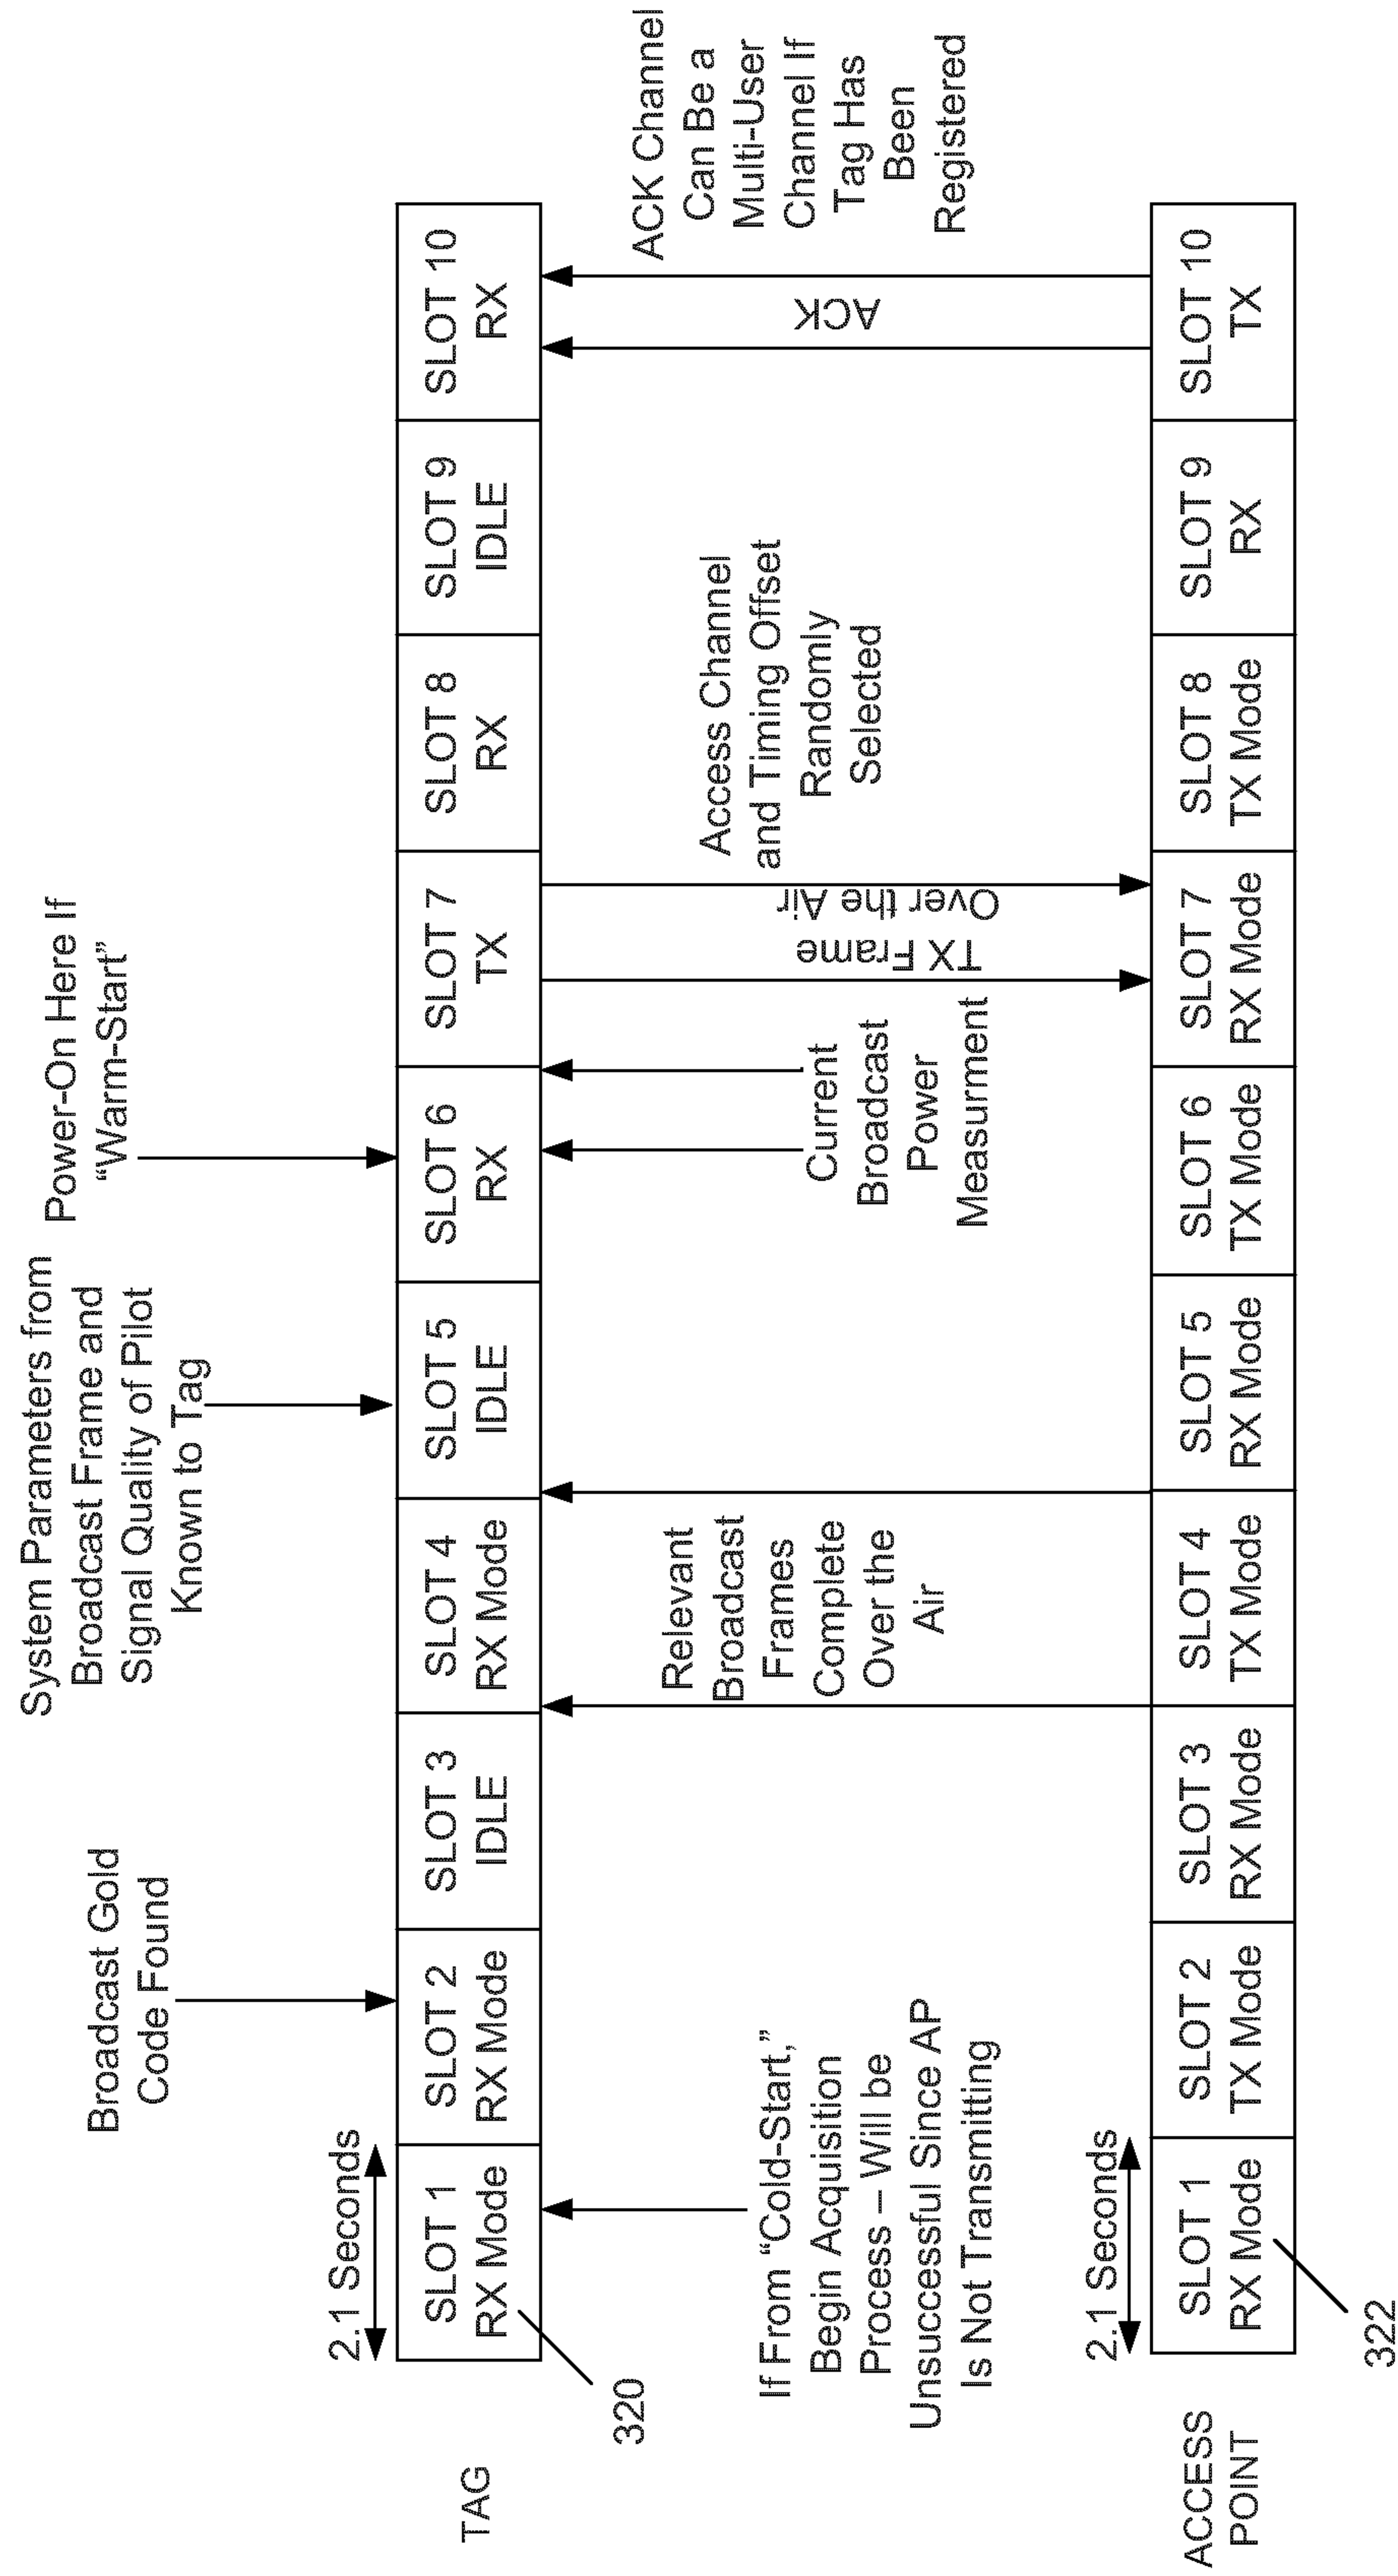 Broadcast Gold
Code Found
System Parameters from
Broadcast Frame and
Signal Quality of Pilot
Known to Tag
Power-On Here If
“Warm-Start”
2.1 Seconds
TAG
SLOT 1
RX Mode
SLOT 2
RX Mode
SLOT 3
IDLE
SLOT 4
RX Mode
SLOT 5
IDLE
SLOT 6
RX
SLOT 7
TX
SLOT 8
RX
SLOT 9
IDLE
SLOT 10
RX
320
If From “Cold-Start,”
Begin Acquisition
Process – Will be
Unsuccessful Since AP
Is Not Transmitting
Relevant
Broadcast
Frames
Complete
Over the
Air
Current
Broadcast
Power
Measurment
TX Frame
Over the Air
Access Channel
and Timing Offset
Randomly
Selected
ACK
ACK Channel
Can Be a
Multi-User
Channel If
Tag Has
Been
Registered
2.1 Seconds
ACCESS
POINT
SLOT 1
RX Mode
SLOT 2
TX Mode
SLOT 3
RX Mode
SLOT 4
TX Mode
SLOT 5
RX Mode
SLOT 6
TX Mode
SLOT 7
RX Mode
SLOT 8
TX Mode
SLOT 9
RX
SLOT 10
TX
322